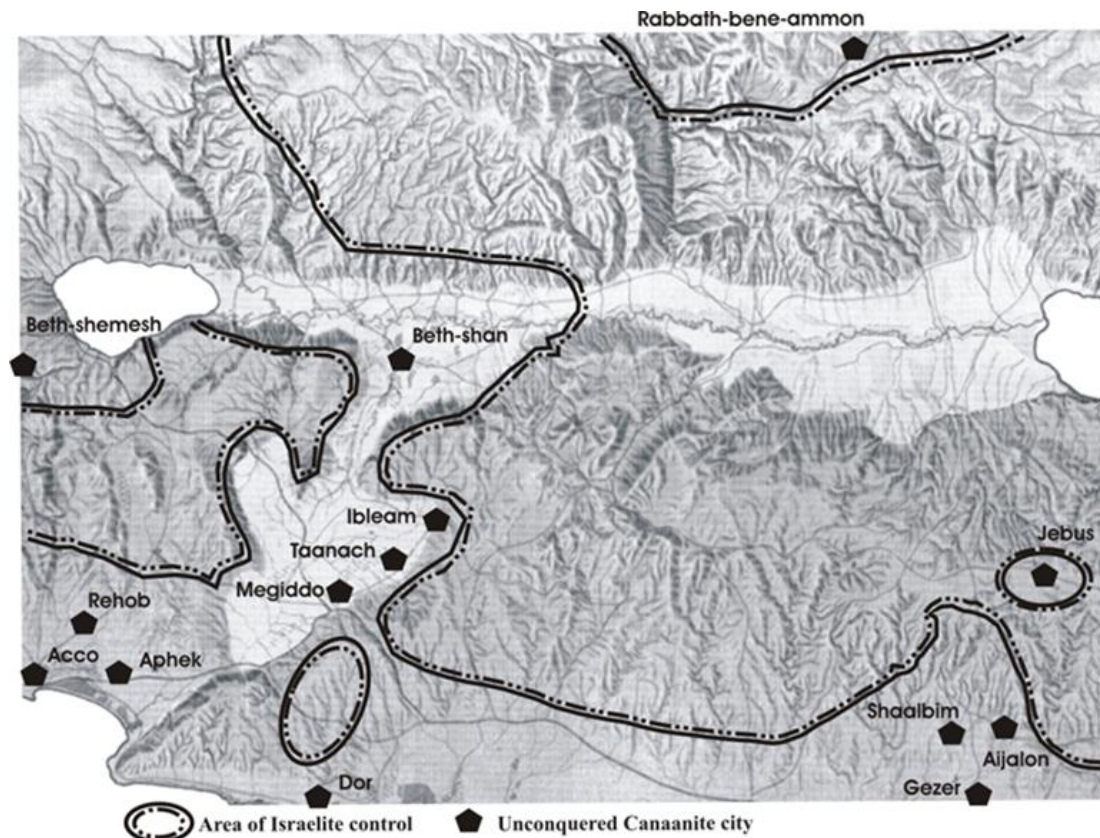 Rabbath-bene-ammon
Beth-shemesh
Beth-shan
Ibleam
Jebus
Taanach
Megiddo
Rehob
Acco
Aphek
Shaalbim
Aijalon
Dor
Gezer
Area of Israelite control
Unconquered Canaanite city